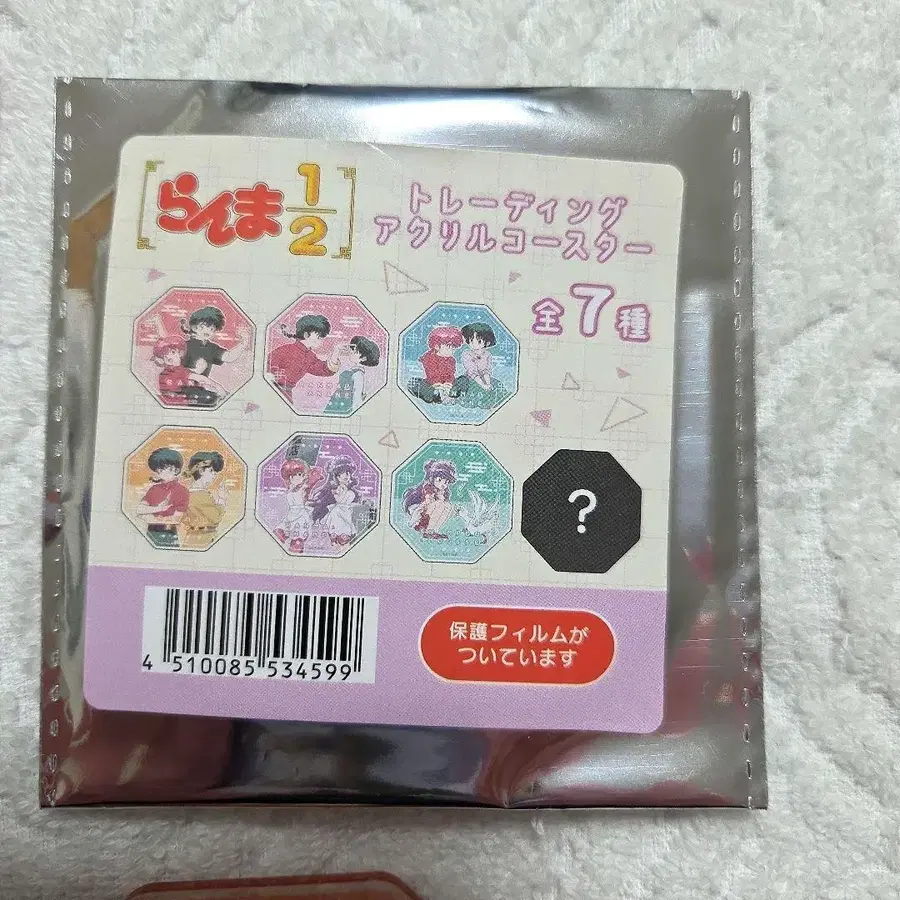 らんま1/2
トレーディング
アクリルコースター
全7種
?
4 510085 534599
保護フィルムが
ついています